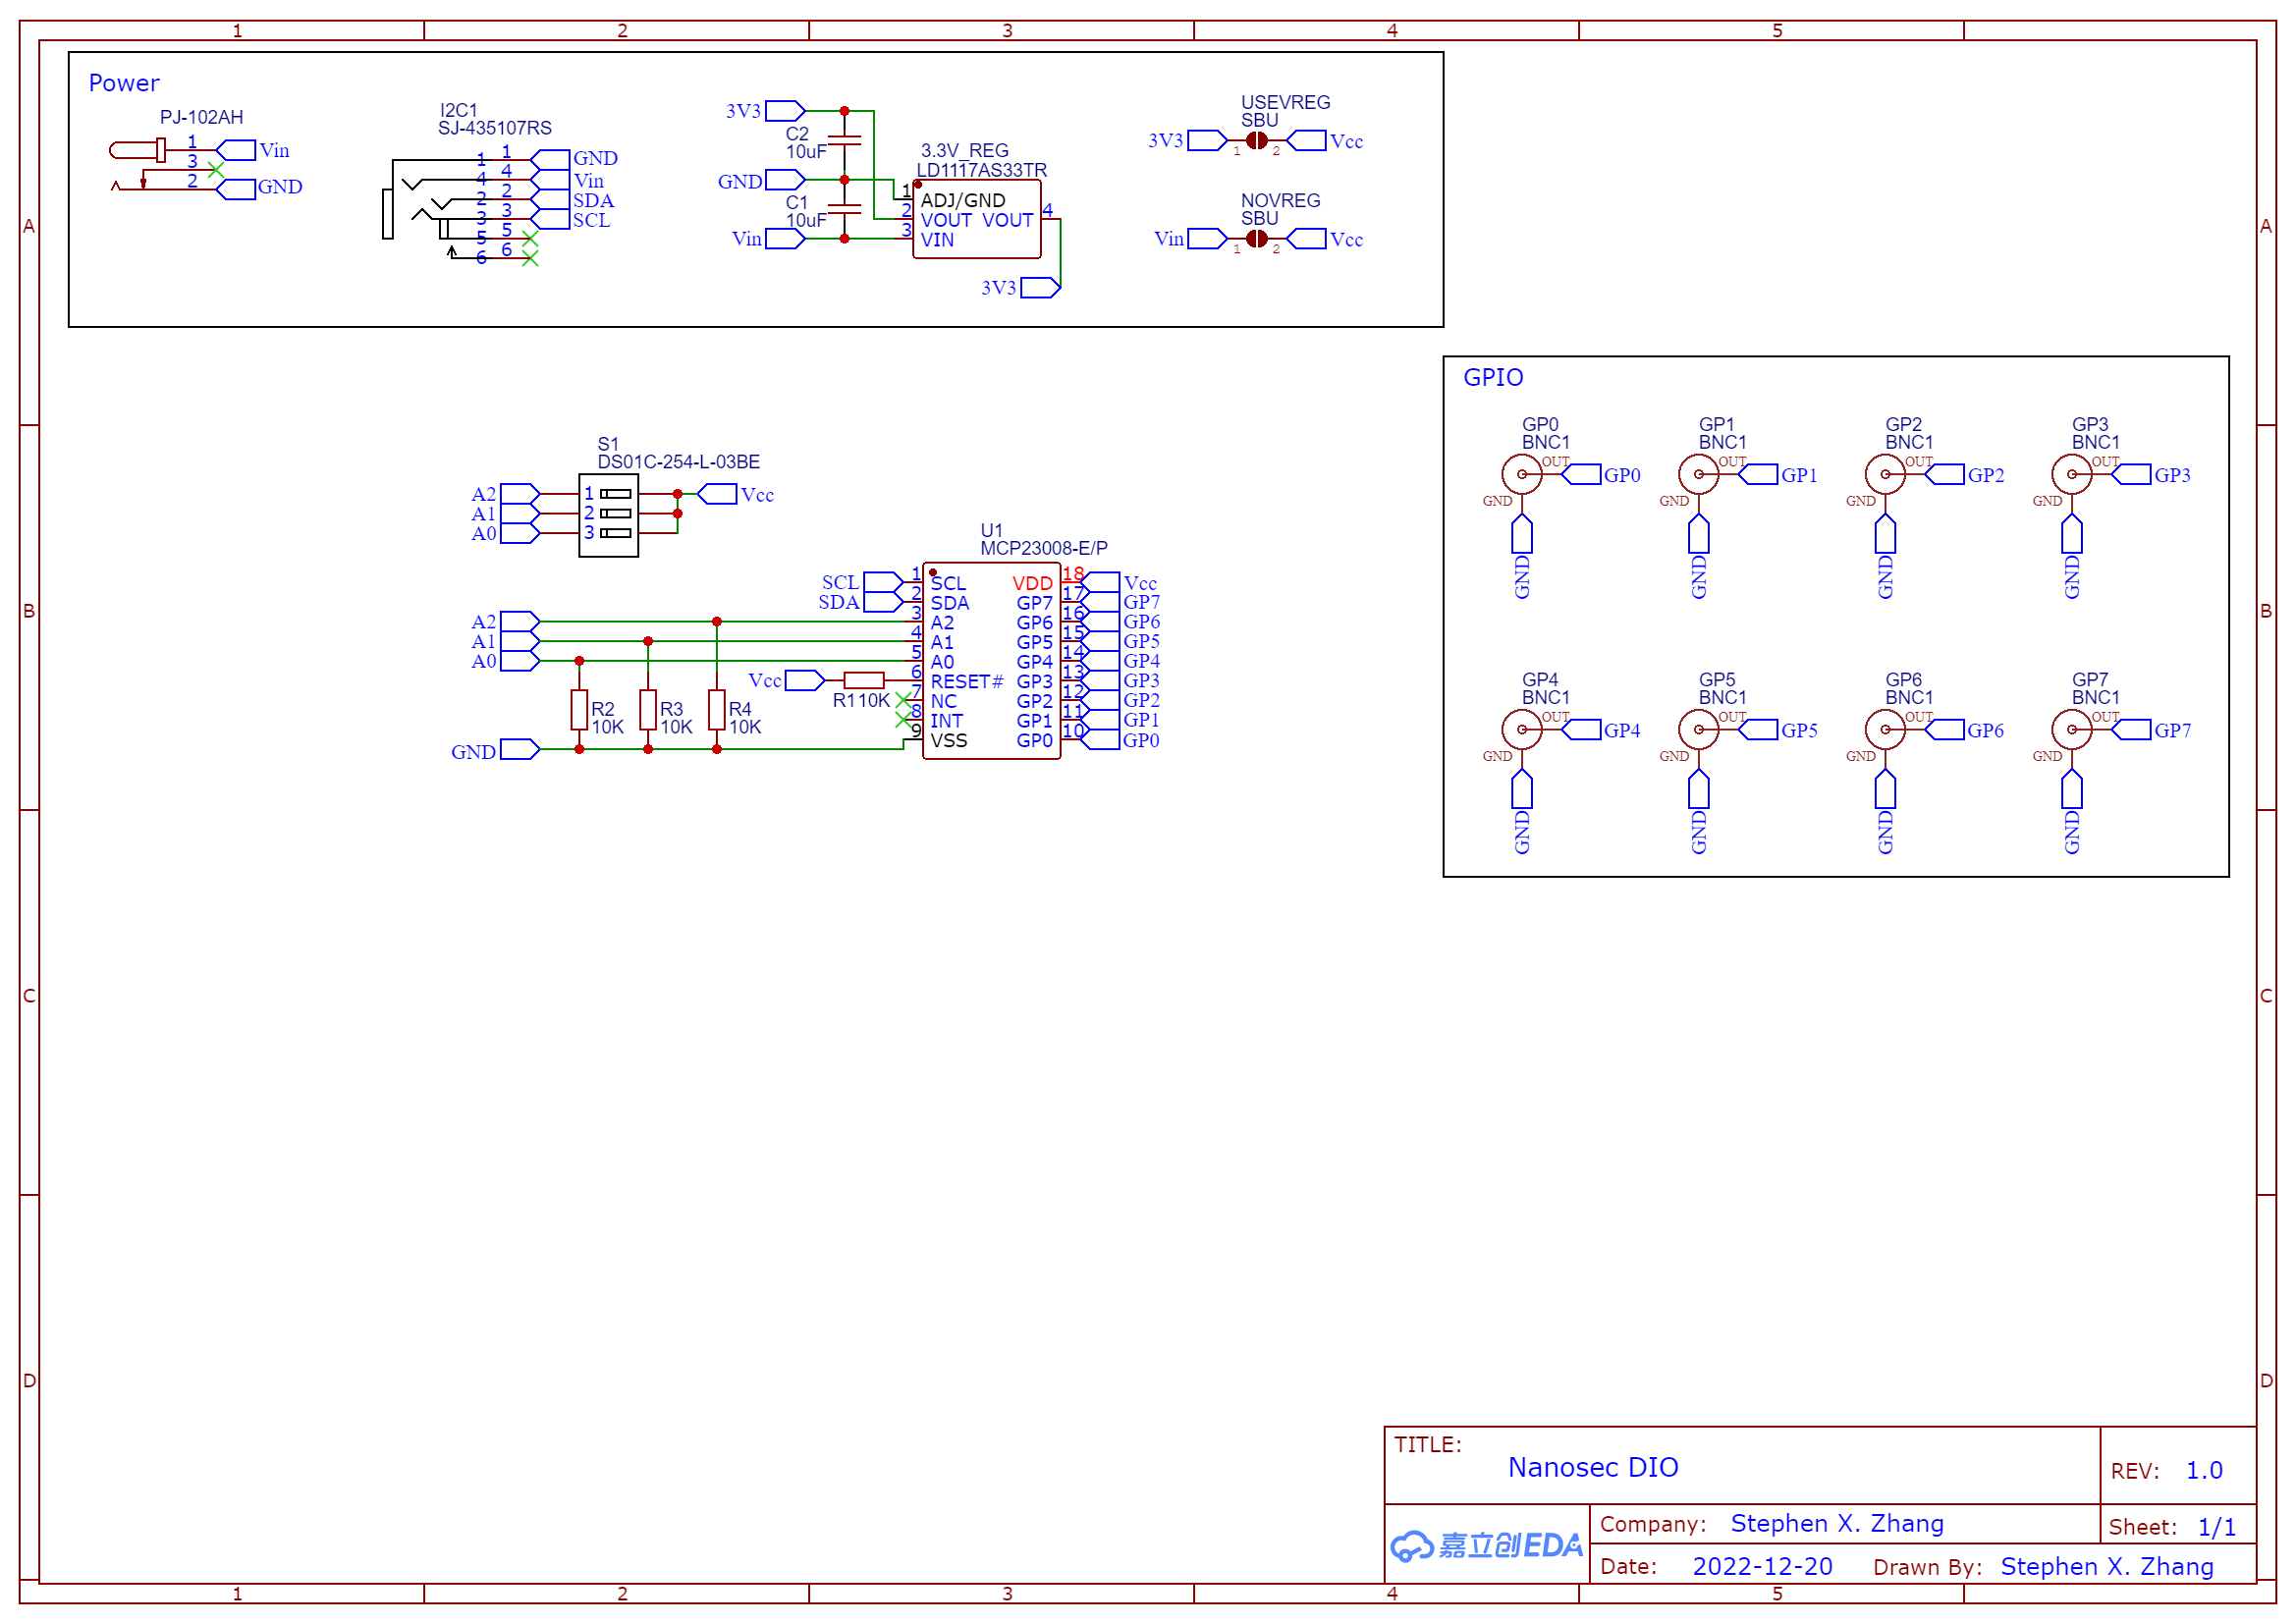 1 2 3 4 5
Power
PJ-102AH
1 Vin
3
2 GND
I2C1
SJ-435107RS
1 1 GND
4 4 Vin
2 2 SDA
3 3 SCL
5 5
6 6
3V3
C2
10uF
GND
C1
10uF
Vin
3.3V_REG
LD1117AS33TR
1 ADJ/GND
2 VOUT VOUT 4
3 VIN
3V3
USEVREG
SBU
3V3 1 2 Vcc
NOVREG
SBU
Vin 1 2 Vcc
A A
GPIO
GP0
BNC1
OUT GP0
GND
GND
GP1
BNC1
OUT GP1
GND
GND
GP2
BNC1
OUT GP2
GND
GND
GP3
BNC1
OUT GP3
GND
GND
GP4
BNC1
OUT GP4
GND
GND
GP5
BNC1
OUT GP5
GND
GND
GP6
BNC1
OUT GP6
GND
GND
GP7
BNC1
OUT GP7
GND
GND
S1
DS01C-254-L-03BE
A2 1 Vcc
A1 2
A0 3
B B
U1
MCP23008-E/P
SCL 1 SCL VDD 18 Vcc
SDA 2 SDA GP7 17 GP7
A2 3 A2 GP6 16 GP6
A1 4 A1 GP5 15 GP5
A0 5 A0 GP4 14 GP4
Vcc R110K 6 RESET# GP3 13 GP3
7 NC GP2 12 GP2
8 INT GP1 11 GP1
9 VSS GP0 10 GP0
R2
10K
R3
10K
R4
10K
GND
C C
D D
TITLE:
Nanosec DIO
REV: 1.0
嘉立创EDA
Company: Stephen X. Zhang
Sheet: 1/1
Date: 2022-12-20 Drawn By: Stephen X. Zhang
1 2 3 4 5